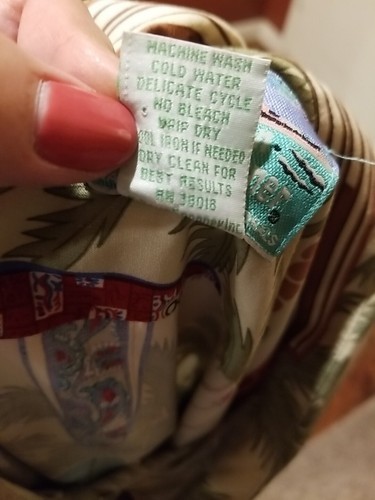 MACHINE WASH
COLD WATER
DELICATE CYCLE
NO BLEACH
DRIP DRY
COOL IRON IF NEEDED
DRY CLEAN FOR
BEST RESULTS
RN 38018